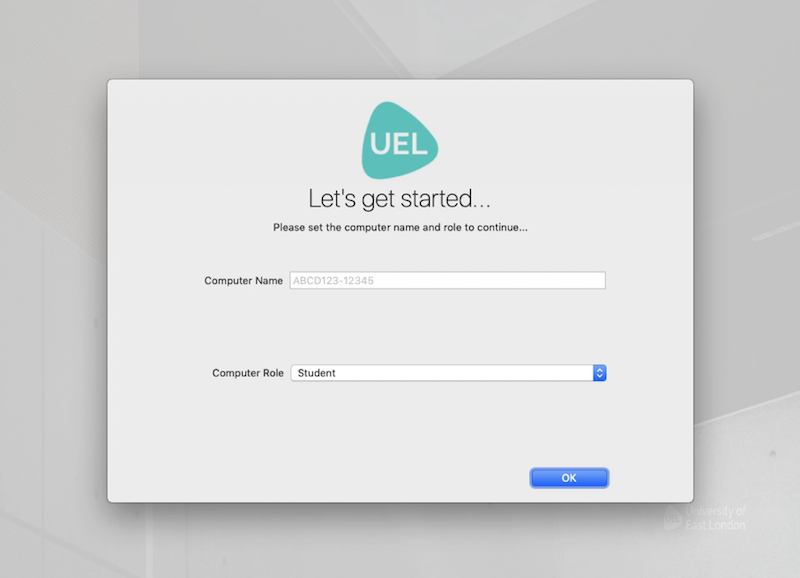 UEL
Let's get started...
Please set the computer name and role to continue...
Computer Name ABCD123-12345
Computer Role Student
OK
University of
East London